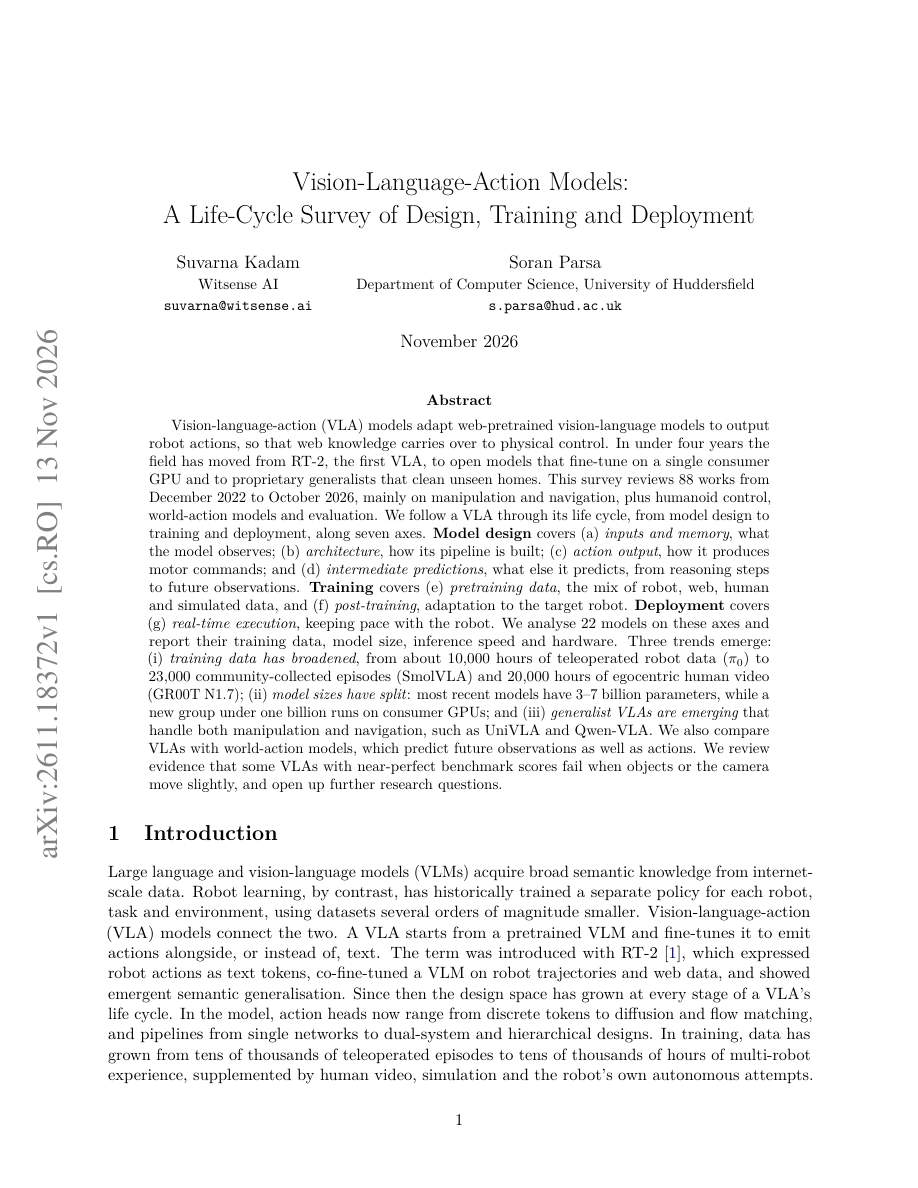 Vision-Language-Action Models:
A Life-Cycle Survey of Design, Training and Deployment
Suvarna Kadam
Witsense AI
suvarna@witsense.ai
Soran Parsa
Department of Computer Science, University of Huddersfield
s.parsa@hud.ac.uk
November 2026
arXiv:2611.18372v1 [cs.RO] 13 Nov 2026
Abstract
Vision-language-action (VLA) models adapt web-pretrained vision-language models to output
robot actions, so that web knowledge carries over to physical control. In under four years the
field has moved from RT-2, the first VLA, to open models that fine-tune on a single consumer
GPU and to proprietary generalists that clean unseen homes. This survey reviews 88 works from
December 2022 to October 2026, mainly on manipulation and navigation, plus humanoid control,
world-action models and evaluation. We follow a VLA through its life cycle, from model design to
training and deployment, along seven axes. Model design covers (a) inputs and memory, what
the model observes; (b) architecture, how its pipeline is built; (c) action output, how it produces
motor commands; and (d) intermediate predictions, what else it predicts, from reasoning steps
to future observations. Training covers (e) pretraining data, the mix of robot, web, human
and simulated data, and (f) post-training, adaptation to the target robot. Deployment covers
(g) real-time execution, keeping pace with the robot. We analyse 22 models on these axes and
report their training data, model size, inference speed and hardware. Three trends emerge:
(i) training data has broadened, from about 10,000 hours of teleoperated robot data (π0) to
23,000 community-collected episodes (SmolVLA) and 20,000 hours of egocentric human video
(GR00T N1.7); (ii) model sizes have split: most recent models have 3–7 billion parameters, while a
new group under one billion runs on consumer GPUs; and (iii) generalist VLAs are emerging that
handle both manipulation and navigation, such as UniVLA and Qwen-VLA. We also compare
VLAs with world-action models, which predict future observations as well as actions. We review
evidence that some VLAs with near-perfect benchmark scores fail when objects or the camera
move slightly, and open up further research questions.
1 Introduction
Large language and vision-language models (VLMs) acquire broad semantic knowledge from internet-
scale data. Robot learning, by contrast, has historically trained a separate policy for each robot,
task and environment, using datasets several orders of magnitude smaller. Vision-language-action
(VLA) models connect the two. A VLA starts from a pretrained VLM and fine-tunes it to emit
actions alongside, or instead of, text. The term was introduced with RT-2 [1], which expressed
robot actions as text tokens, co-fine-tuned a VLM on robot trajectories and web data, and showed
emergent semantic generalisation. Since then the design space has grown at every stage of a VLA's
life cycle. In the model, action heads now range from discrete tokens to diffusion and flow matching,
and pipelines from single networks to dual-system and hierarchical designs. In training, data has
grown from tens of thousands of teleoperated episodes to tens of thousands of hours of multi-robot
experience, supplemented by human video, simulation and the robot's own autonomous attempts.
1